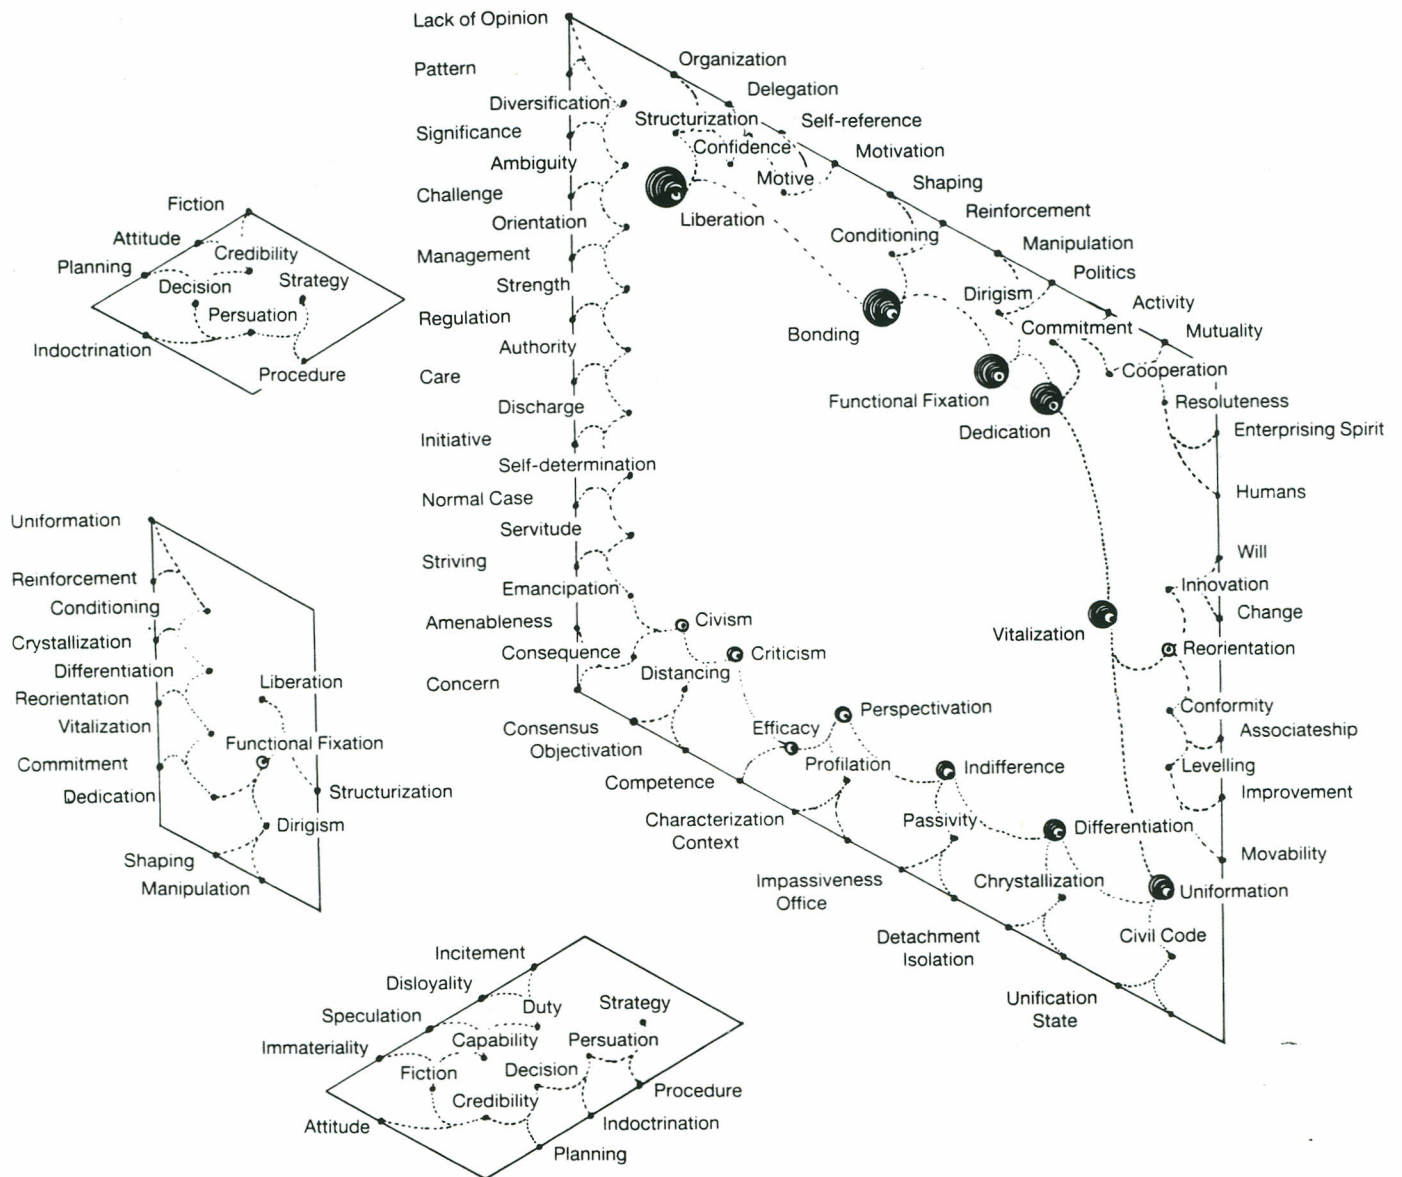 Lack of Opinion
Pattern
Diversification
Significance
Ambiguity
Challenge
Orientation
Management
Strength
Regulation
Authority
Care
Discharge
Initiative
Self-determination
Normal Case
Servitude
Striving
Emancipation
Amenableness
Consequence
Concern
Organization
Delegation
Structurization
Self-reference
Confidence
Motivation
Motive
Shaping
Liberation
Reinforcement
Conditioning
Manipulation
Politics
Dirigism
Activity
Bonding
Commitment
Mutuality
Cooperation
Functional Fixation
Resoluteness
Dedication
Enterprising Spirit
Humans
Will
Innovation
Change
Vitalization
Reorientation
Conformity
Associateship
Levelling
Improvement
Movability
Civism
Criticism
Distancing
Consensus
Objectivation
Efficacy
Perspectivation
Competence
Profilation
Indifference
Characterization
Context
Passivity
Differentiation
Impassiveness
Office
Chrystallization
Uniformation
Detachment
Isolation
Civil Code
Unification
State
Fiction
Attitude
Credibility
Planning
Decision
Strategy
Persuation
Indoctrination
Procedure
Uniformation
Reinforcement
Conditioning
Crystallization
Differentiation
Reorientation
Liberation
Vitalization
Functional Fixation
Commitment
Dedication
Structurization
Dirigism
Shaping
Manipulation
Incitement
Disloyality
Duty
Strategy
Speculation
Capability
Persuation
Immateriality
Fiction
Decision
Credibility
Procedure
Attitude
Indoctrination
Planning